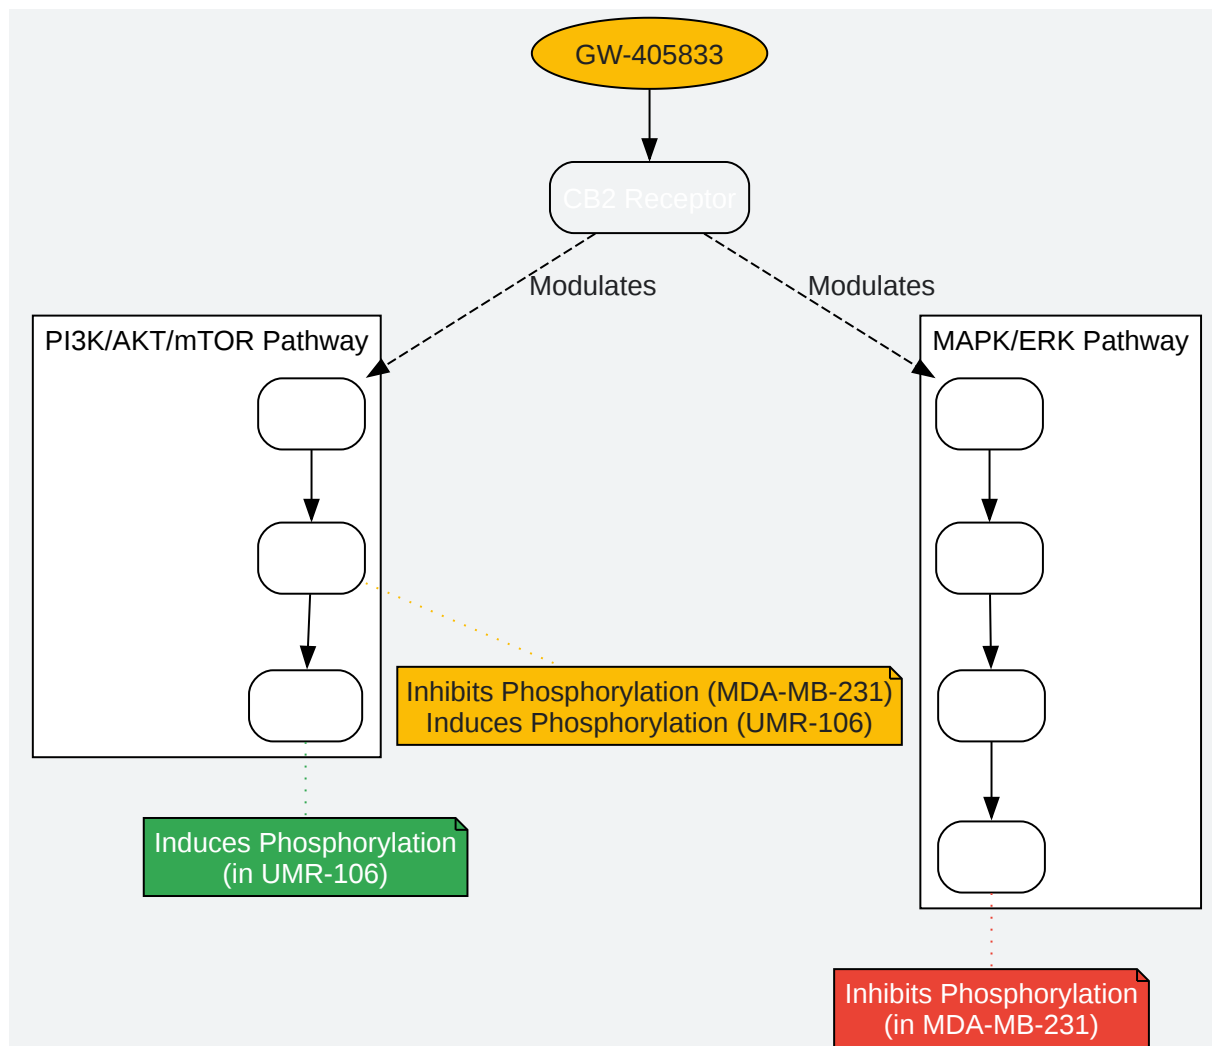 GW-405833
CB2 Receptor
Modulates
Modulates
PI3K/AKT/mTOR Pathway
MAPK/ERK Pathway
Inhibits Phosphorylation (MDA-MB-231)
Induces Phosphorylation (UMR-106)
Induces Phosphorylation
(in UMR-106)
Inhibits Phosphorylation
(in MDA-MB-231)